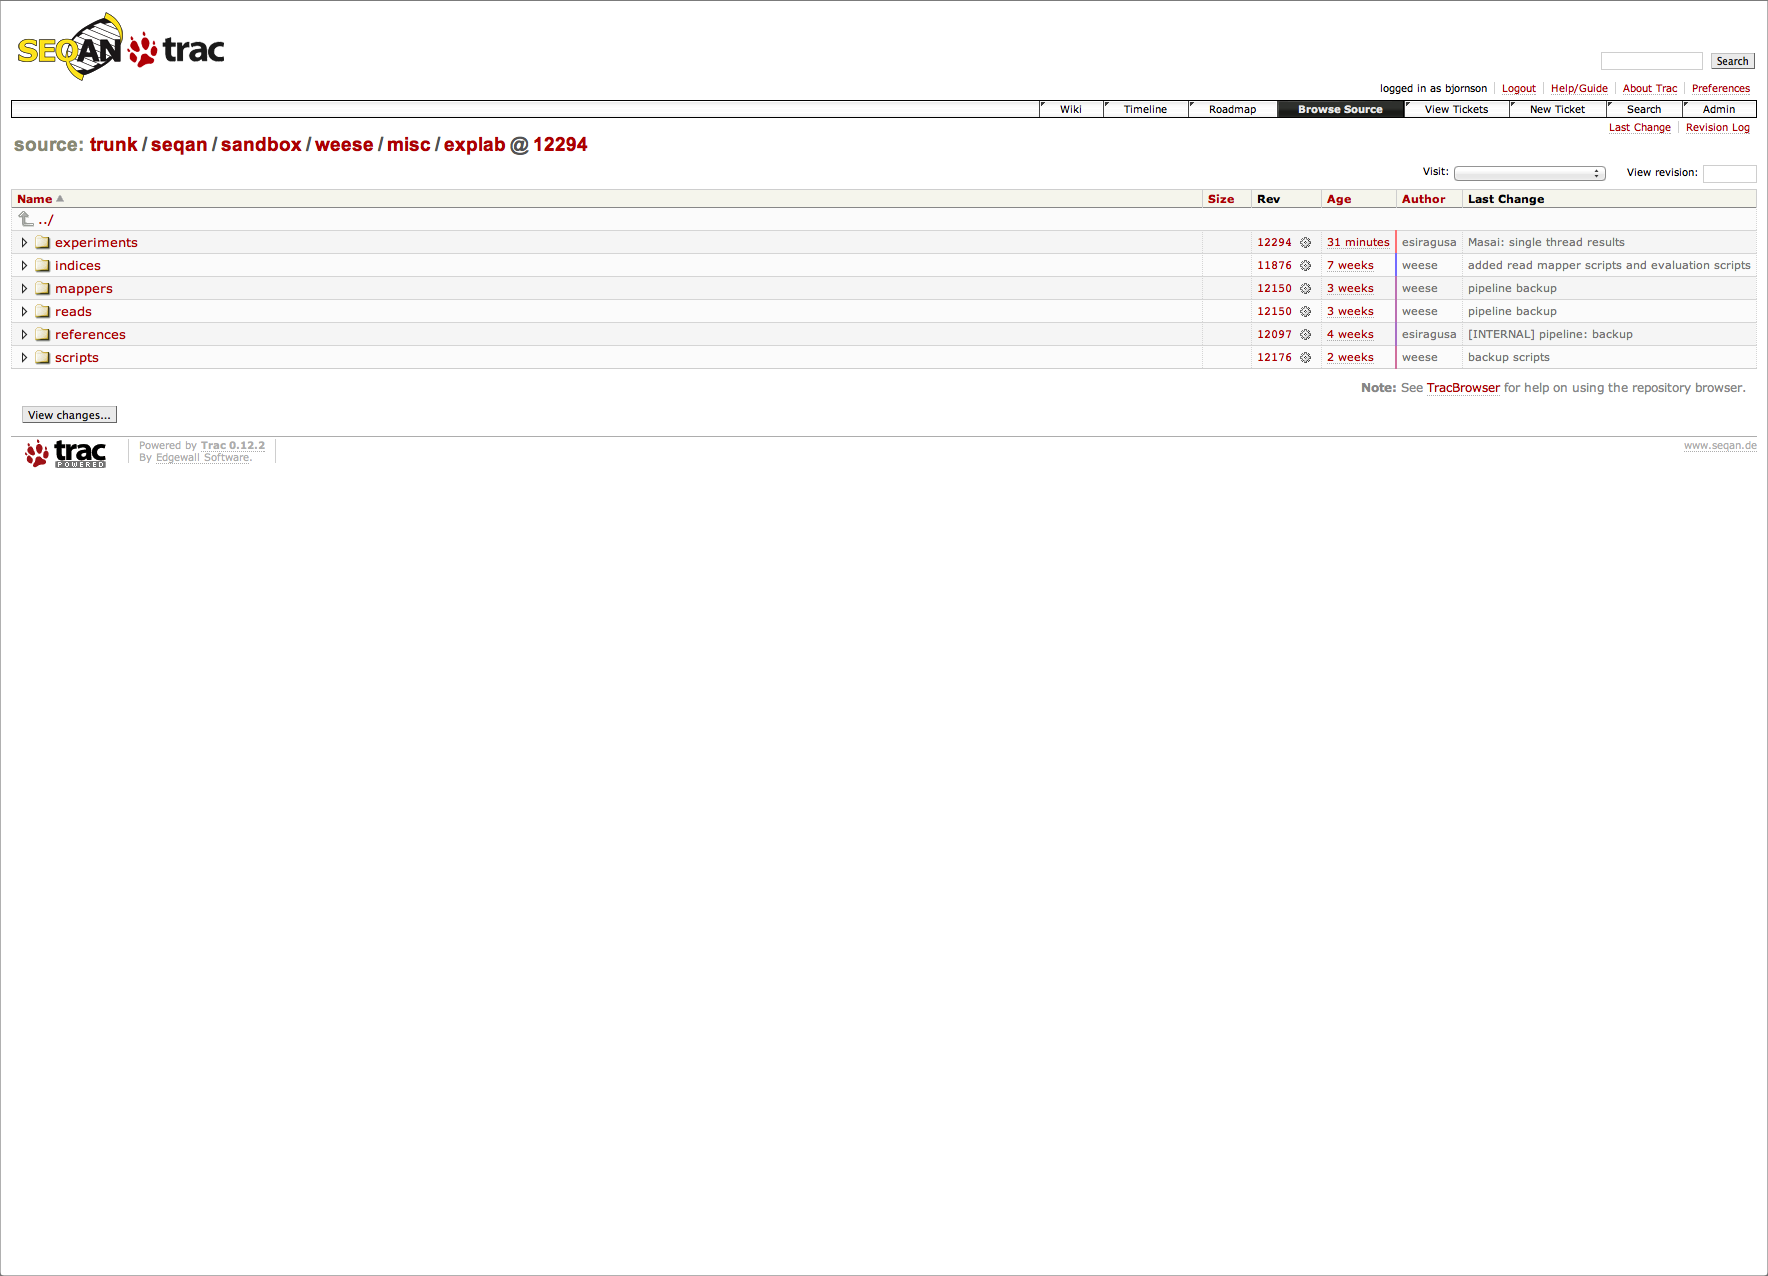 SEQAN trac
Search
logged in as bjornson Logout Help/Guide About Trac Preferences
Wiki Timeline Roadmap Browse Source View Tickets New Ticket Search Admin
Last Change Revision Log
source: trunk / seqan / sandbox / weese / misc / explab @ 12294
Visit: View revision:
Name Size Rev Age Author Last Change
../
experiments 12294 31 minutes esiragusa Masai: single thread results
indices 11876 7 weeks weese added read mapper scripts and evaluation scripts
mappers 12150 3 weeks weese pipeline backup
reads 12150 3 weeks weese pipeline backup
references 12097 4 weeks esiragusa [INTERNAL] pipeline: backup
scripts 12176 2 weeks weese backup scripts
Note: See TracBrowser for help on using the repository browser.
View changes...
trac POWERED
Powered by Trac 0.12.2
By Edgewall Software.
www.seqan.de